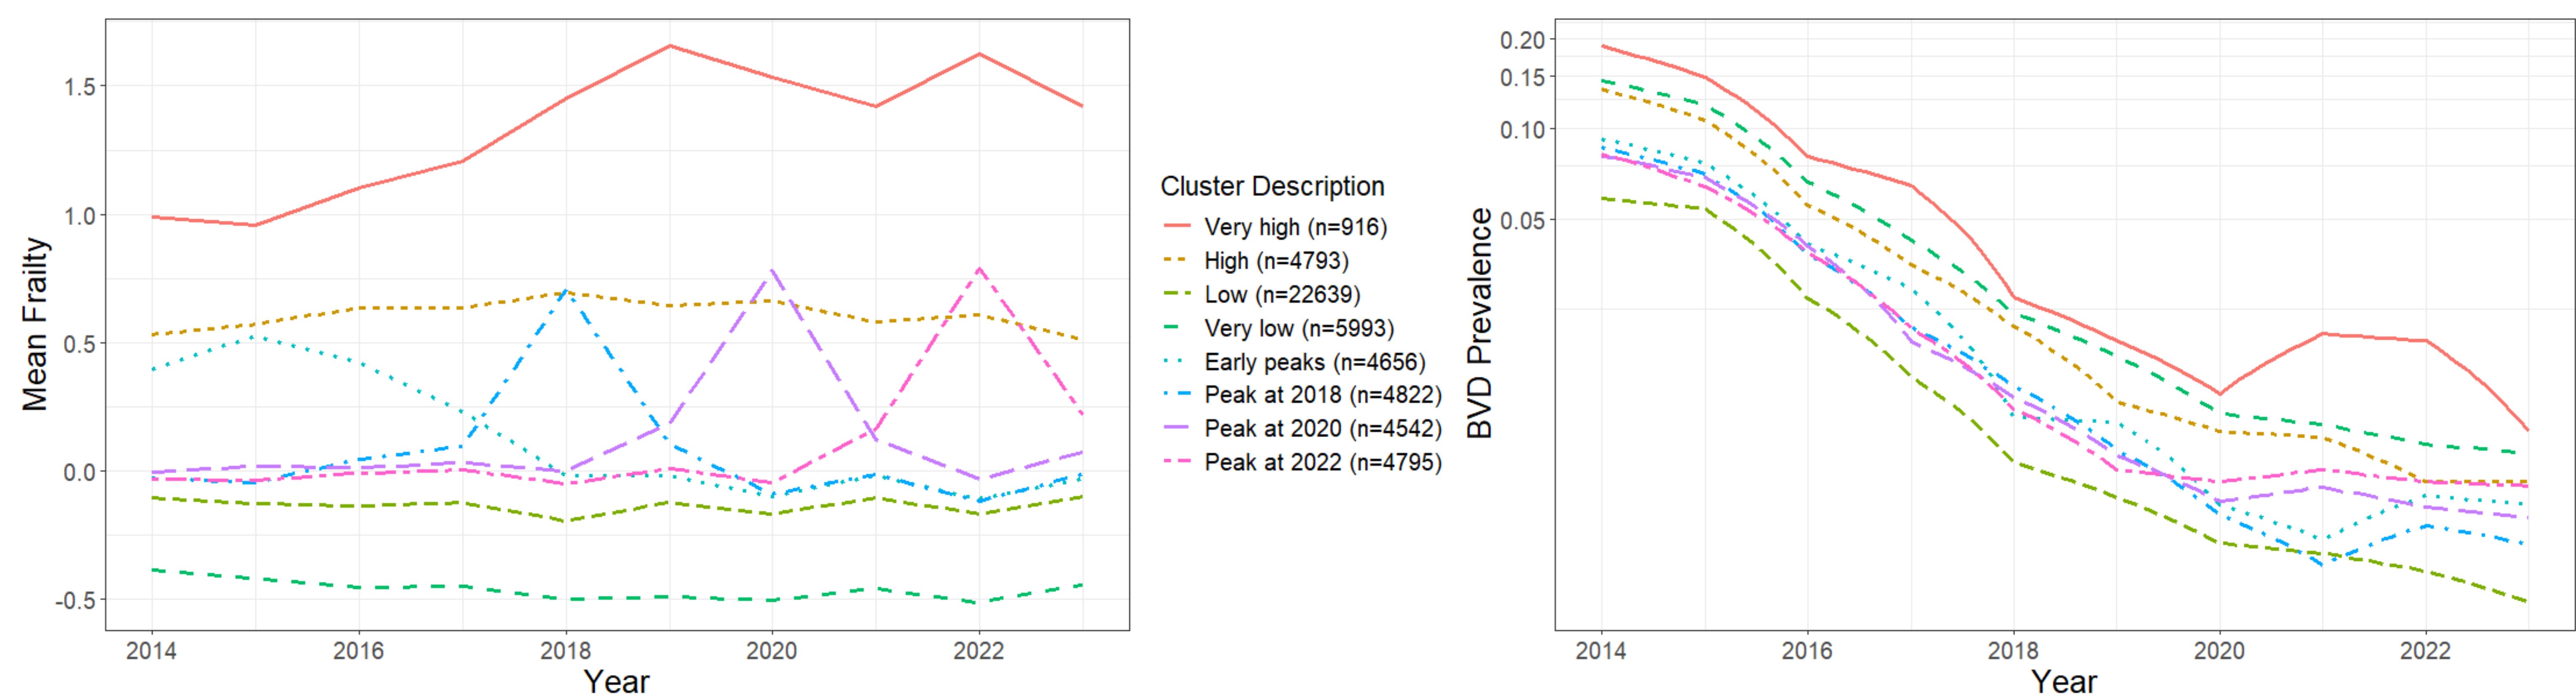 Mean Frailty
1.5
1.0
0.5
0.0
-0.5
2014 2016 2018 2020 2022
Year
Cluster Description
Very high (n=916)
High (n=4793)
Low (n=22639)
Very low (n=5993)
Early peaks (n=4656)
Peak at 2018 (n=4822)
Peak at 2020 (n=4542)
Peak at 2022 (n=4795)
BVD Prevalence
0.20
0.15
0.10
0.05
2014 2016 2018 2020 2022
Year